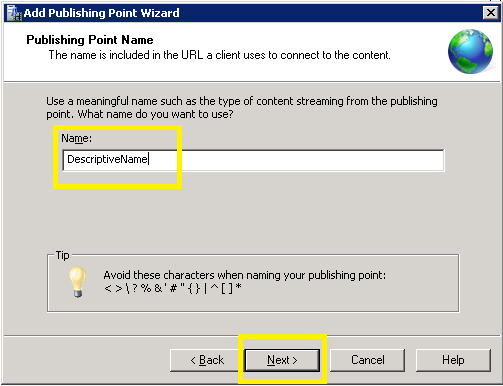 Add Publishing Point Wizard
Publishing Point Name
The name is included in the URL a client uses to connect to the content.
Use a meaningful name such as the type of content streaming from the publishing
point. What name do you want to use?
Name:
DescriptiveName
Tip
Avoid these characters when naming your publishing point:
< > \ ? % & ' # " { } | ^ [ ] *
< Back
Next >
Cancel
Help